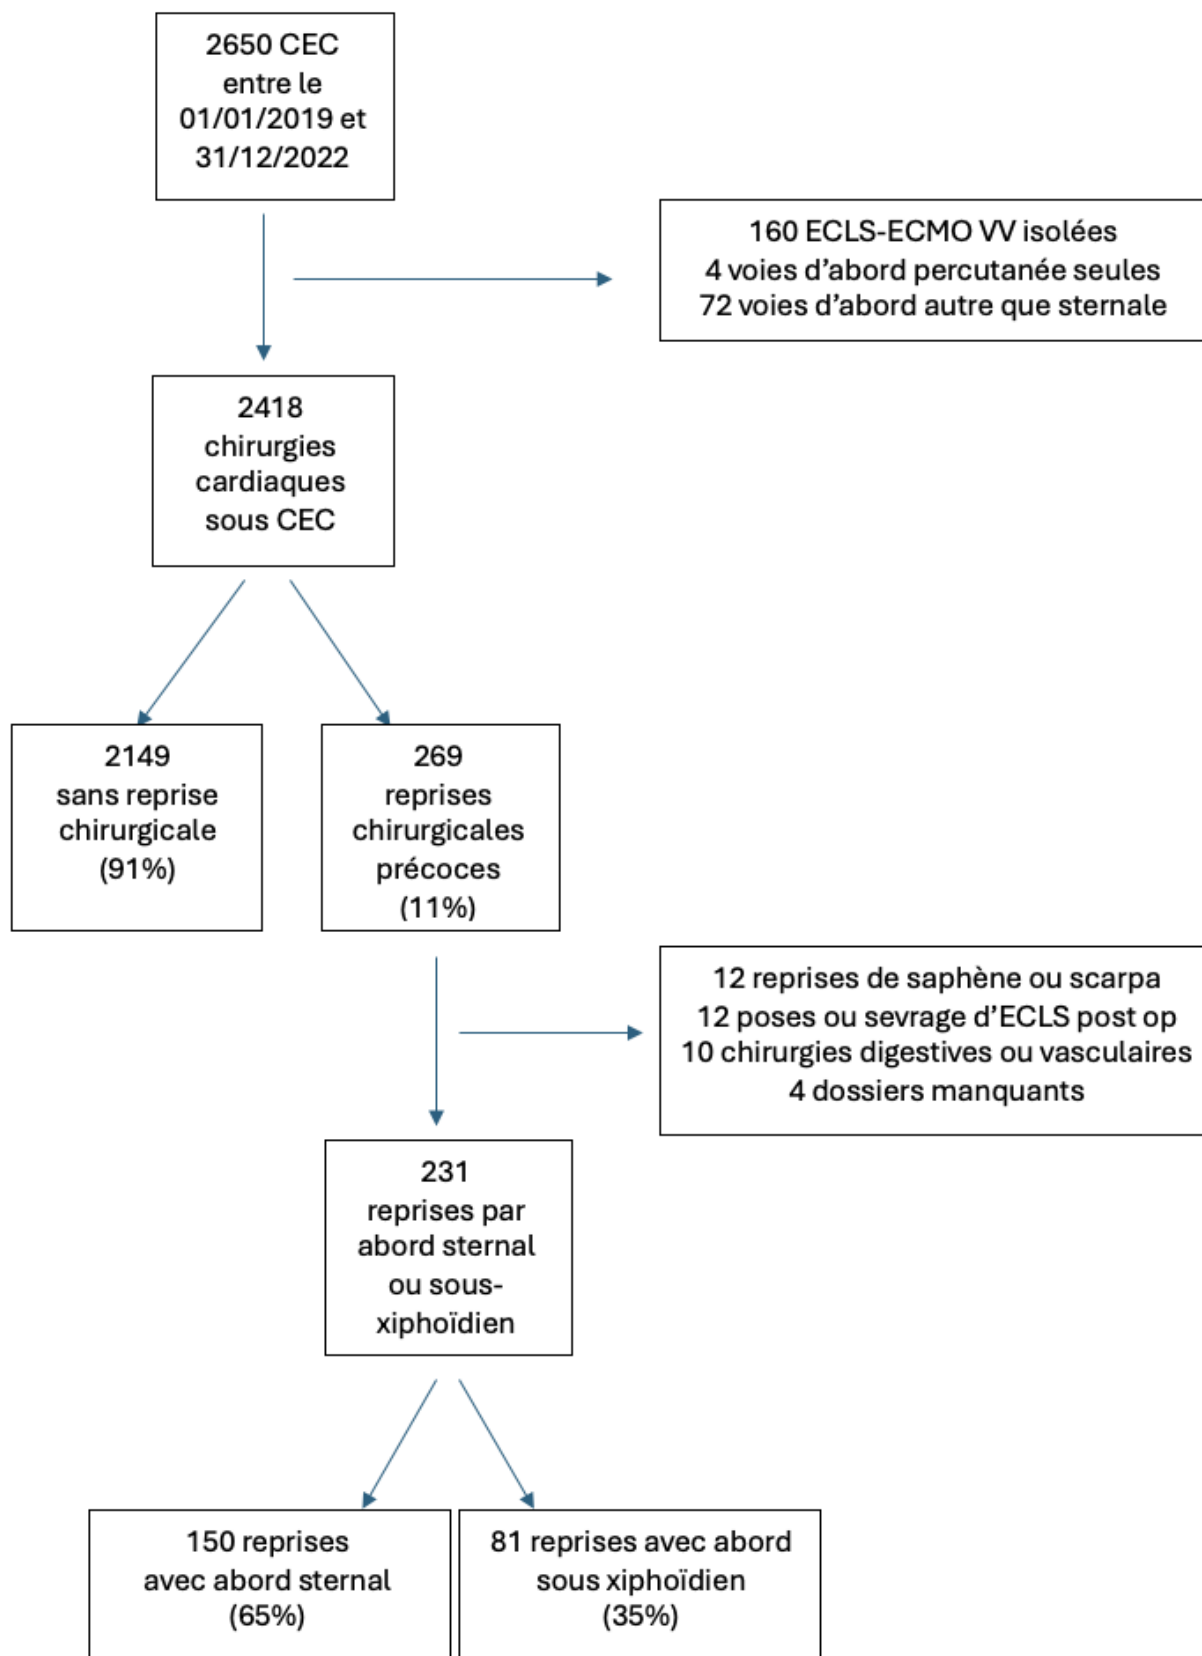 2650 CEC
entre le
01/01/2019 et
31/12/2022
160 ECLS-ECMO VV isolées
4 voies d’abord percutanée seules
72 voies d’abord autre que sternale
2418
chirurgies
cardiaques
sous CEC
2149
sans reprise
chirurgicale
(91%)
269
reprises
chirurgicales
précoces
(11%)
12 reprises de saphène ou scarpa
12 poses ou sevrage d’ECLS post op
10 chirurgies digestives ou vasculaires
4 dossiers manquants
231
reprises par
abord sternal
ou sous-
xiphoïdien
150 reprises
avec abord sternal
(65%)
81 reprises avec abord
sous xiphoïdien
(35%)